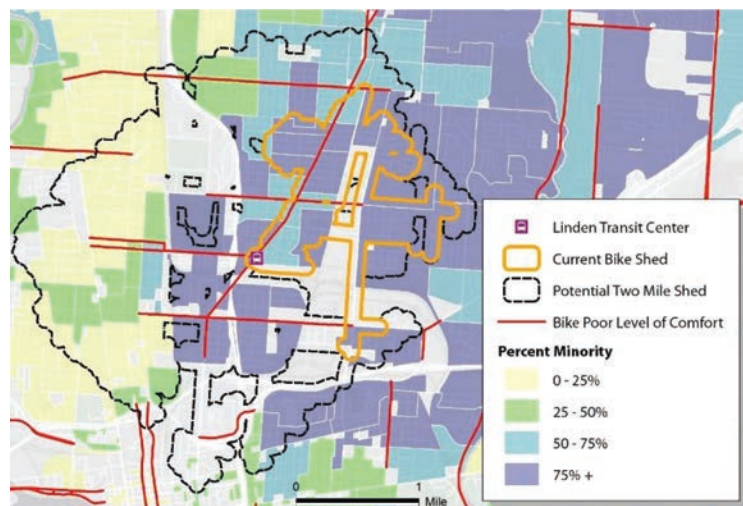 Linden Transit Center
Current Bike Shed
Potential Two Mile Shed
Bike Poor Level of Comfort
Percent Minority
0 - 25%
25 - 50%
50 - 75%
75% +
0 1
Mile